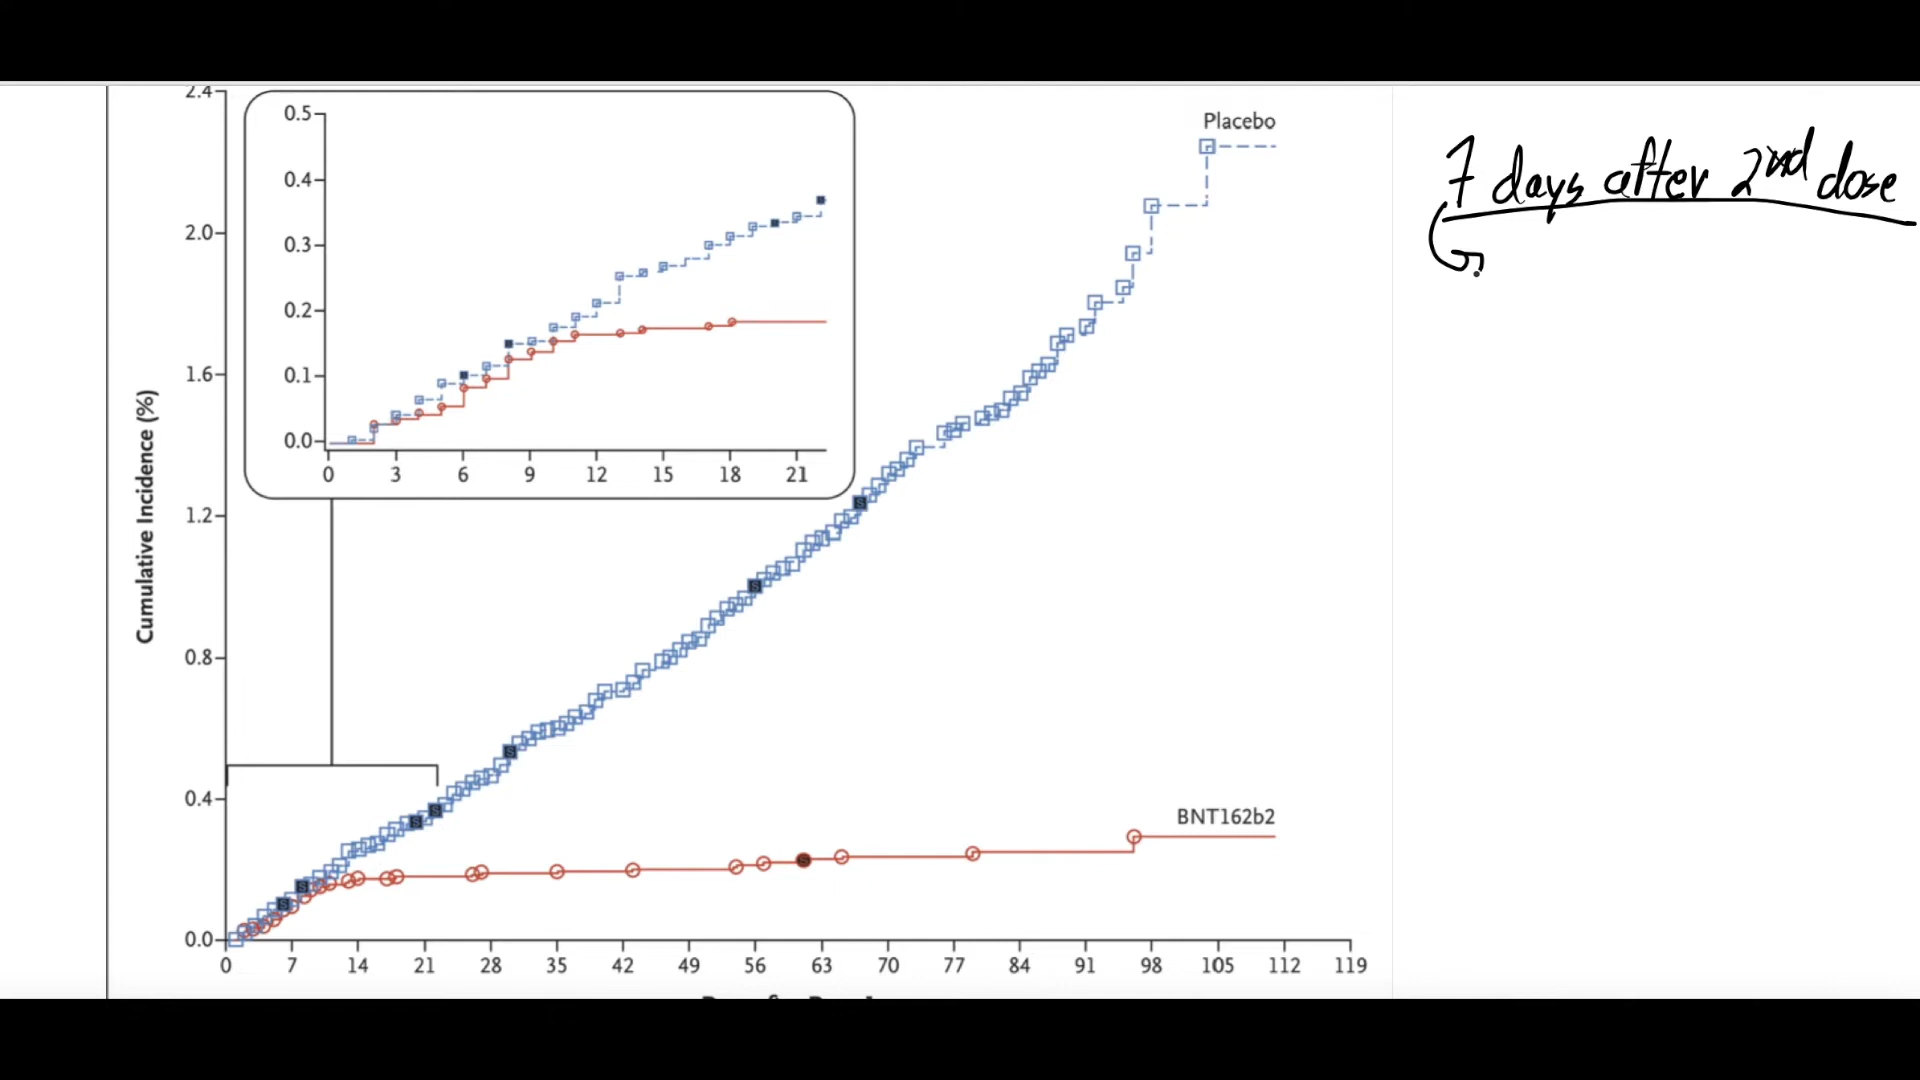 2.4
0.5
0.4
0.3
0.2
0.1
0.0
0 3 6 9 12 15 18 21
Placebo
7 days after 2nd dose
2.0
1.6
1.2
0.8
0.4
0.0
Cumulative Incidence (%)
BNT162b2
0 7 14 21 28 35 42 49 56 63 70 77 84 91 98 105 112 119